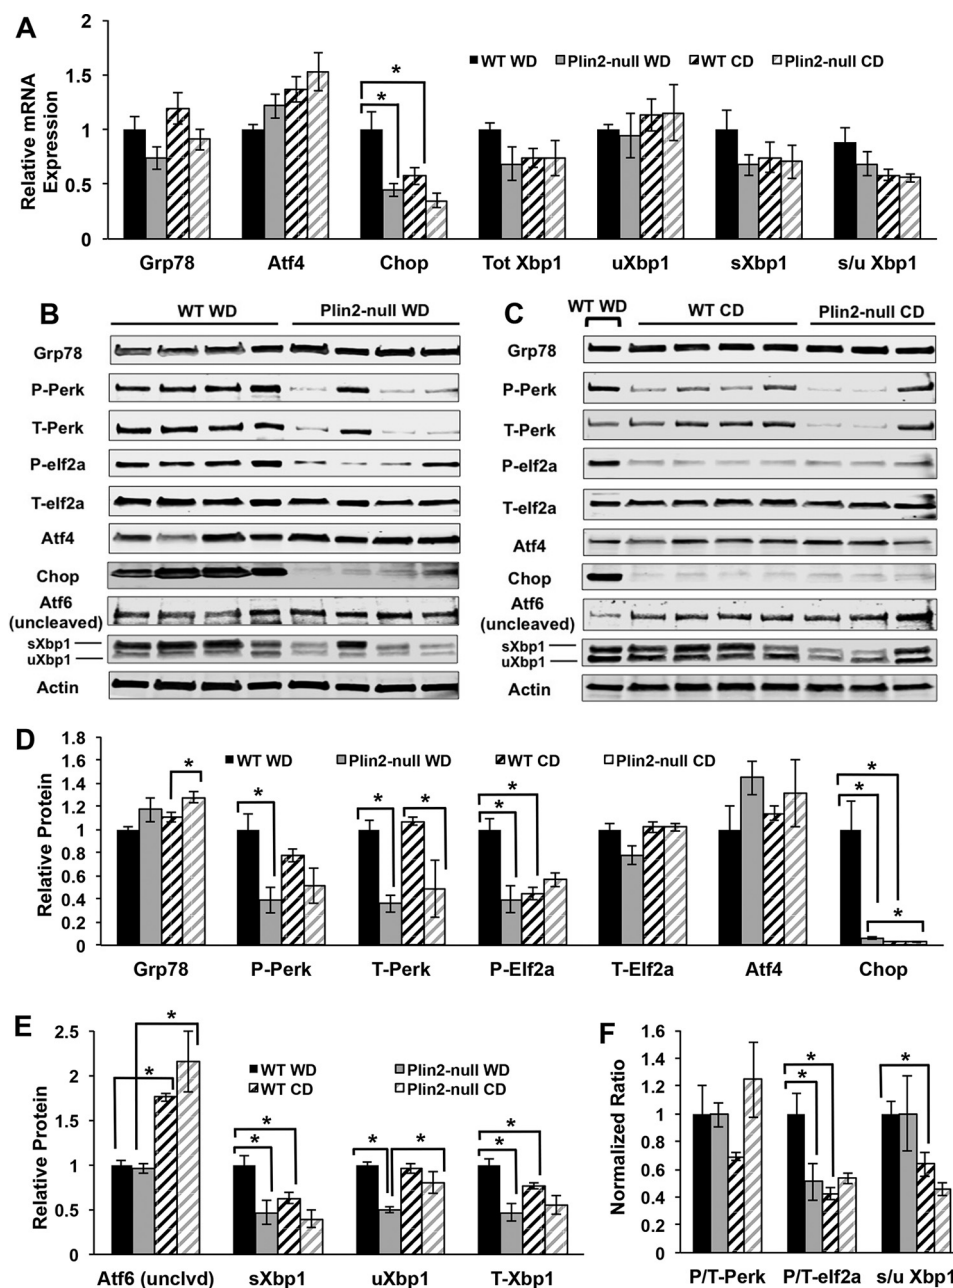 A
2
1.5
1
0.5
0
Relative mRNA
Expression
WT WD
Plin2-null WD
WT CD
Plin2-null CD
*
*
Grp78
Atf4
Chop
Tot Xbp1
uXbp1
sXbp1
s/u Xbp1
B
WT WD
Plin2-null WD
Grp78
P-Perk
T-Perk
P-elf2a
T-elf2a
Atf4
Chop
Atf6
(uncleaved)
sXbp1
uXbp1
Actin
C
WT WD
WT CD
Plin2-null CD
Grp78
P-Perk
T-Perk
P-elf2a
T-elf2a
Atf4
Chop
Atf6
(uncleaved)
sXbp1
uXbp1
Actin
D
1.8
1.6
1.4
1.2
1
0.8
0.6
0.4
0.2
0
Relative Protein
WT WD
Plin2-null WD
WT CD
Plin2-null CD
*
*
*
*
*
*
*
*
*
Grp78
P-Perk
T-Perk
P-Elf2a
T-Elf2a
Atf4
Chop
E
2.5
2
1.5
1
0.5
0
Relative Protein
WT WD
Plin2-null WD
WT CD
Plin2-null CD
*
*
*
*
*
*
*
*
Atf6 (unclvd)
sXbp1
uXbp1
T-Xbp1
F
1.6
1.4
1.2
1
0.8
0.6
0.4
0.2
0
Normalized Ratio
*
*
*
P/T-Perk
P/T-elf2a
s/u Xbp1